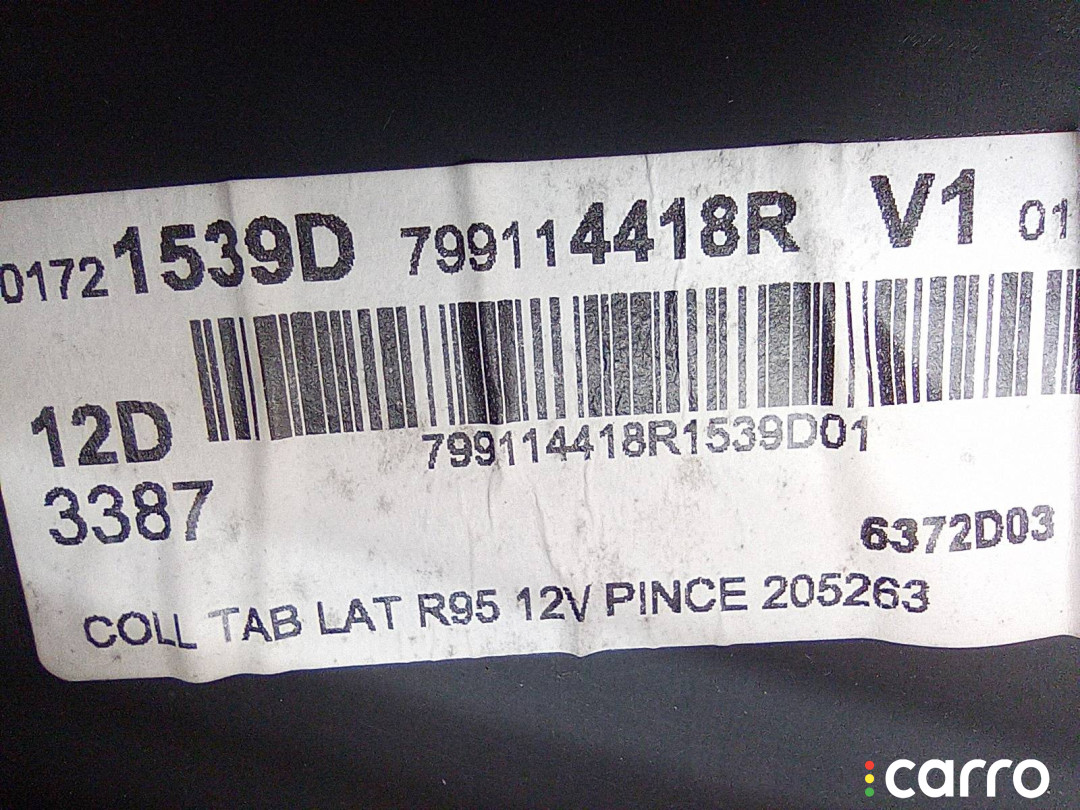 01721539D 799114418R V1 01
799114418R1539D01
12D
3387
6372D03
COLL TAB LAT R95 12V PINCE 205263
carro